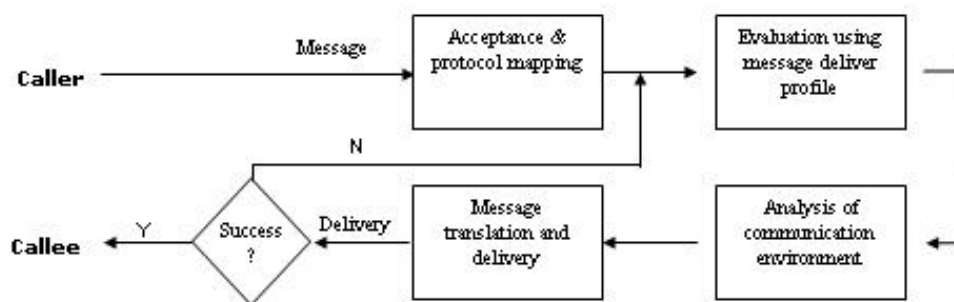 Message
Caller
Acceptance &
protocol mapping
Evaluation using
message deliver
profile
N
Callee
Y
Success
?
Delivery
Message
translation and
delivery
Analysis of
communication
environment